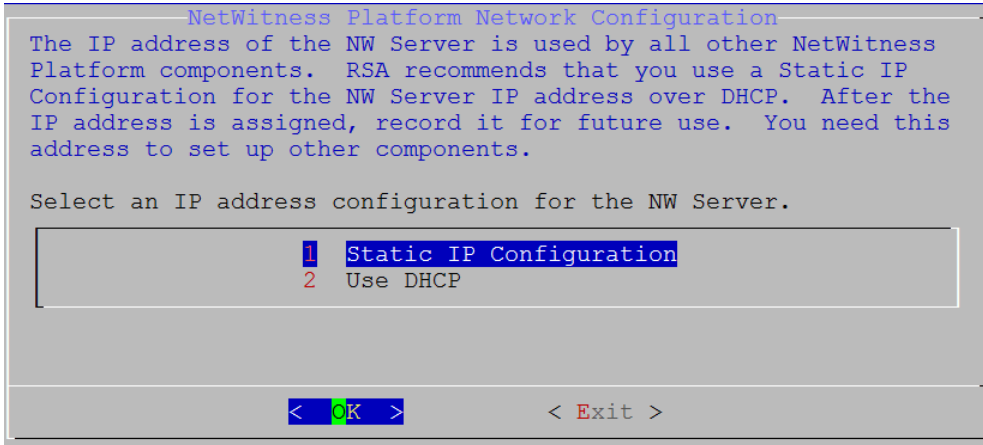 NetWitness Platform Network Configuration
The IP address of the NW Server is used by all other NetWitness
Platform components.  RSA recommends that you use a Static IP
Configuration for the NW Server IP address over DHCP.  After the
IP address is assigned, record it for future use.  You need this
address to set up other components.
Select an IP address configuration for the NW Server.
1  Static IP Configuration
2  Use DHCP
<  OK  >          < Exit >